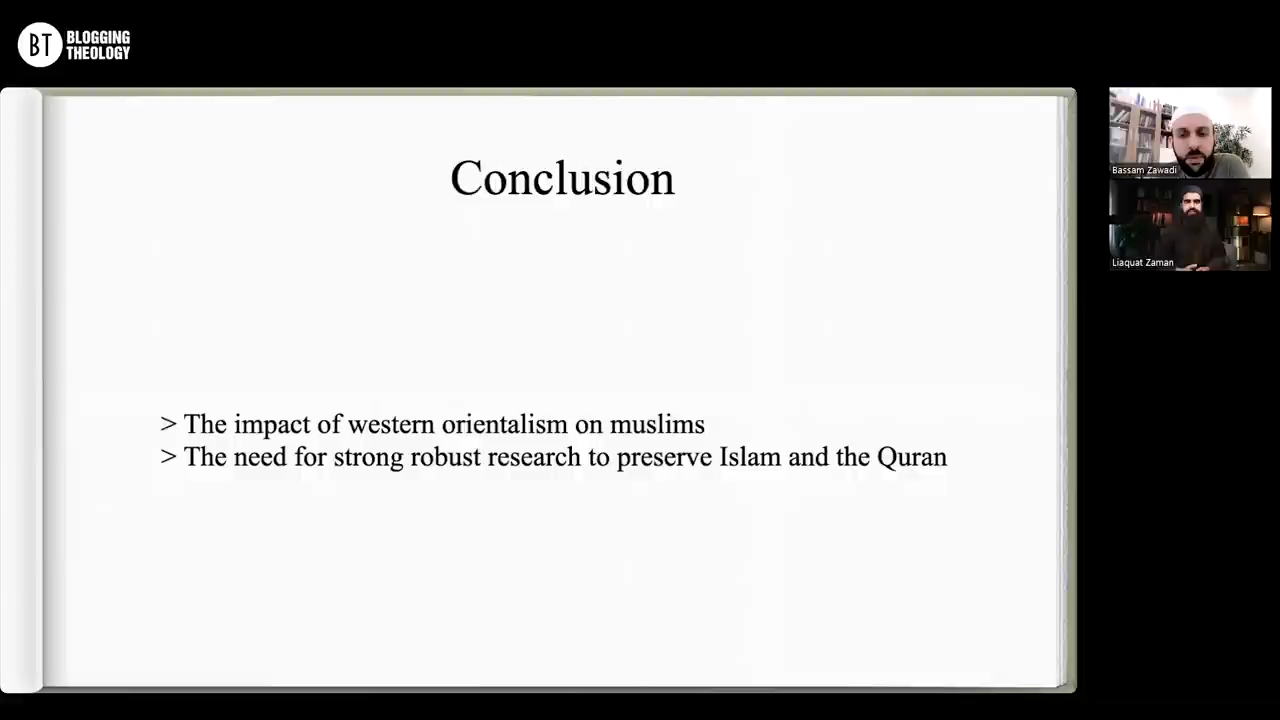 BT BLOGGING
THEOLOGY
Conclusion
> The impact of western orientalism on muslims
> The need for strong robust research to preserve Islam and the Quran
Bassam Zawadi
Liaquat Zaman